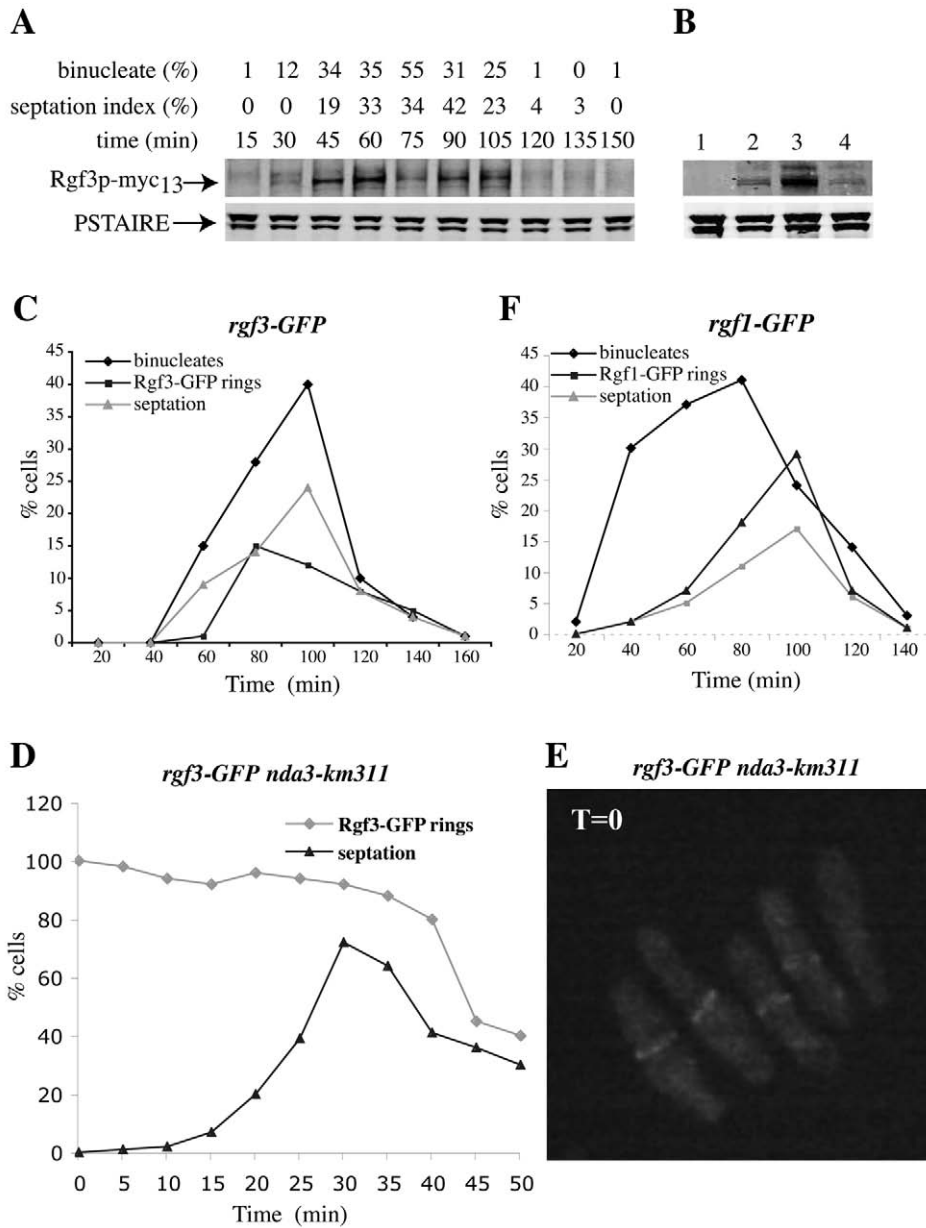 A
B
binucleate (%) 1 12 34 35 55 31 25 1 0 1
septation index (%) 0 0 19 33 34 42 23 4 3 0
time (min) 15 30 45 60 75 90 105 120 135 150
1 2 3 4
Rgf3p-myc13
PSTAIRE
C
rgf3-GFP
45
40
35
30
25
20
15
10
5
0
% cells
binucleates
Rgf3-GFP rings
septation
20 40 60 80 100 120 140 160
Time (min)
F
rgf1-GFP
45
40
35
30
25
20
15
10
5
0
% cells
binucleates
Rgf1-GFP rings
septation
20 40 60 80 100 120 140
Time (min)
D
rgf3-GFP nda3-km311
120
100
80
60
40
20
0
% cells
Rgf3-GFP rings
septation
0 5 10 15 20 25 30 35 40 45 50
Time (min)
E
rgf3-GFP nda3-km311
T=0